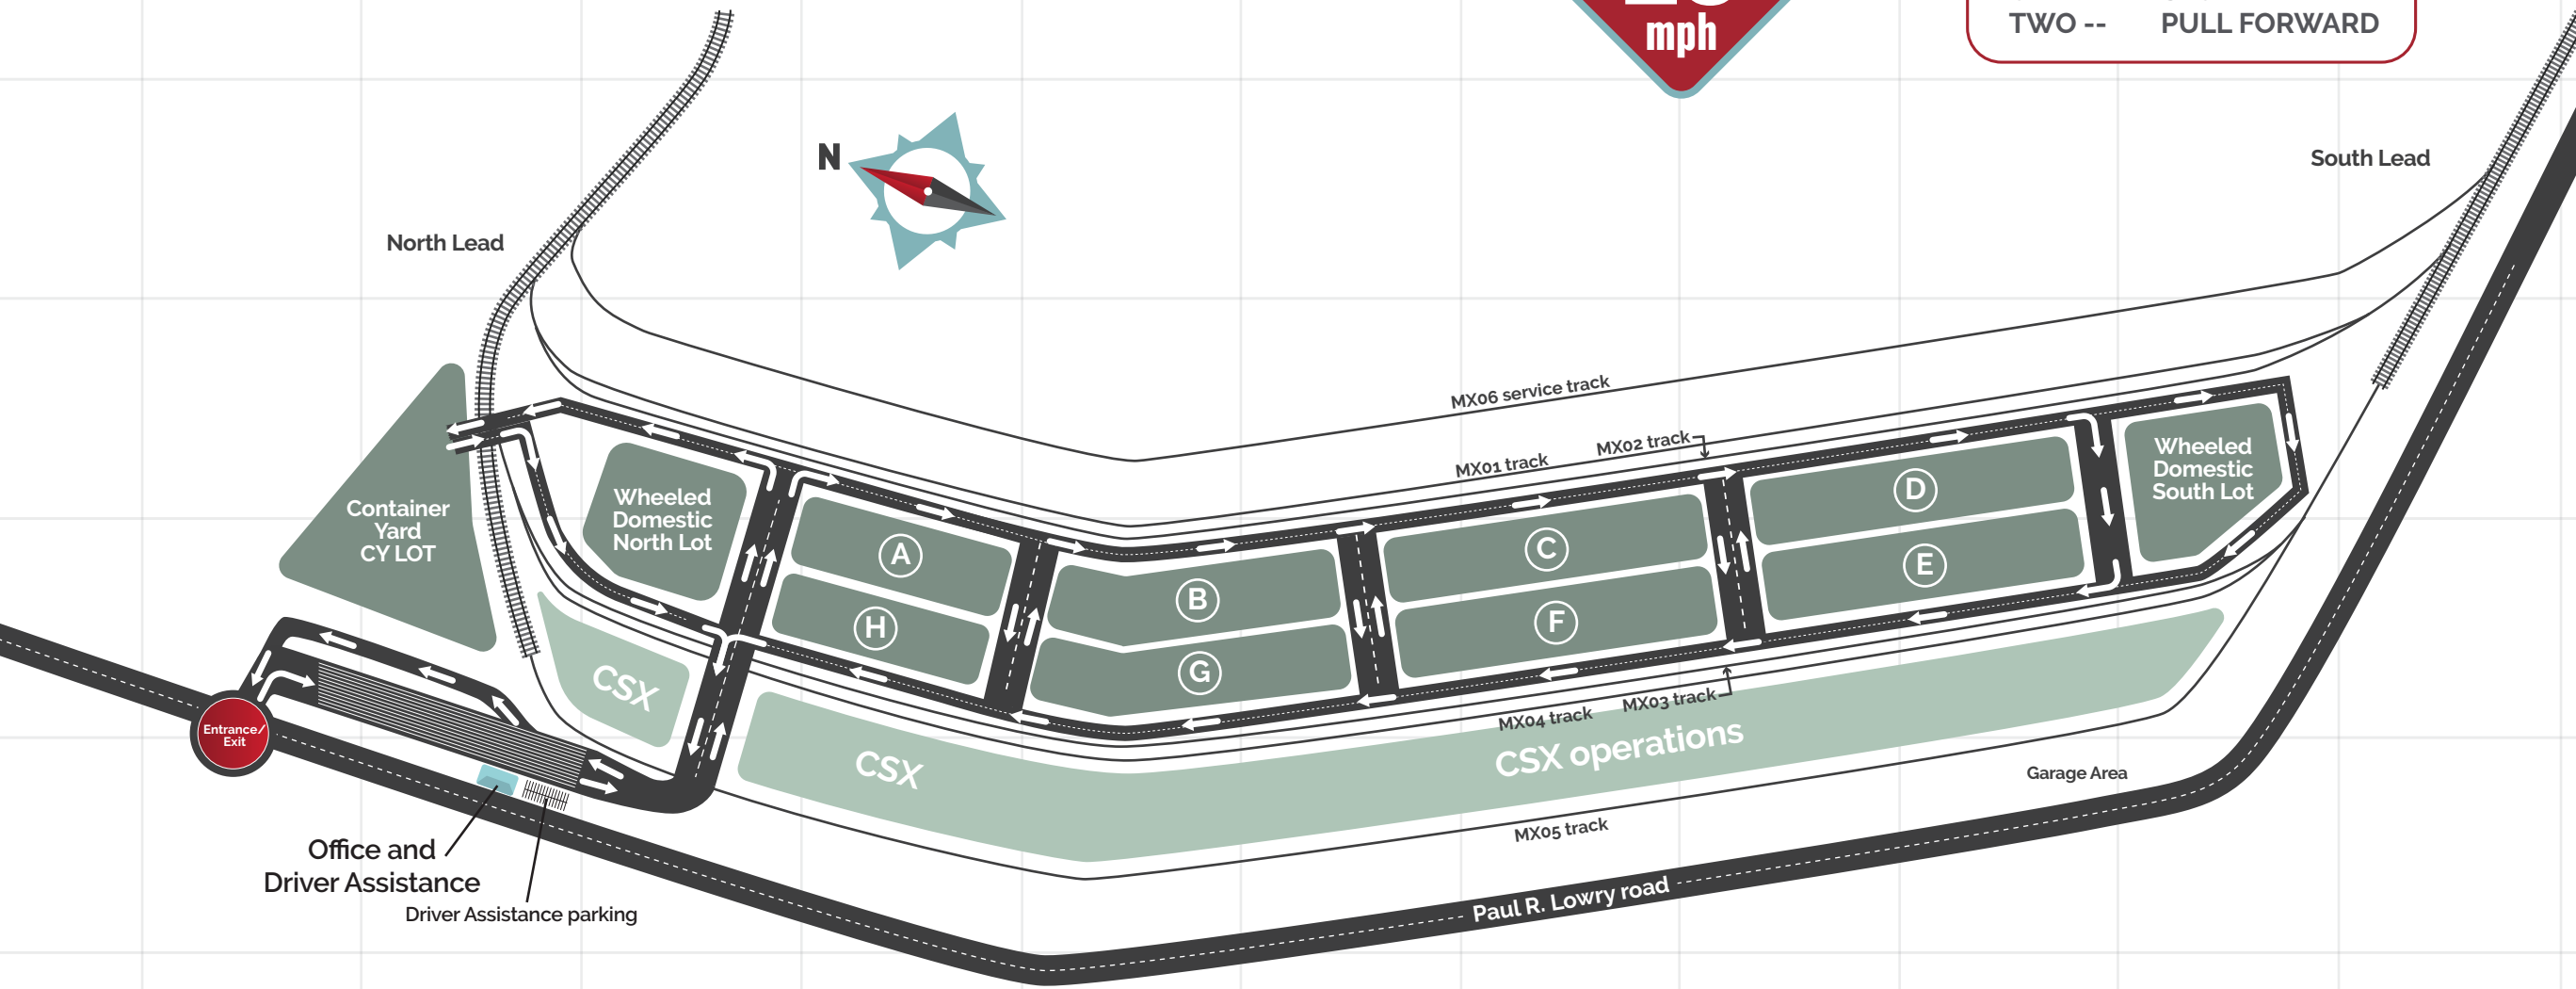 mph
TWO -- PULL FORWARD
N
South Lead
North Lead
MX06 service track
MX02 track
MX01 track
Container
Yard
CY LOT
Wheeled
Domestic
North Lot
A
H
B
G
C
F
D
E
Wheeled
Domestic
South Lot
CSX
CSX
CSX operations
MX03 track
MX04 track
MX05 track
Garage Area
Entrance/
Exit
Office and
Driver Assistance
Driver Assistance parking
Paul R. Lowry road